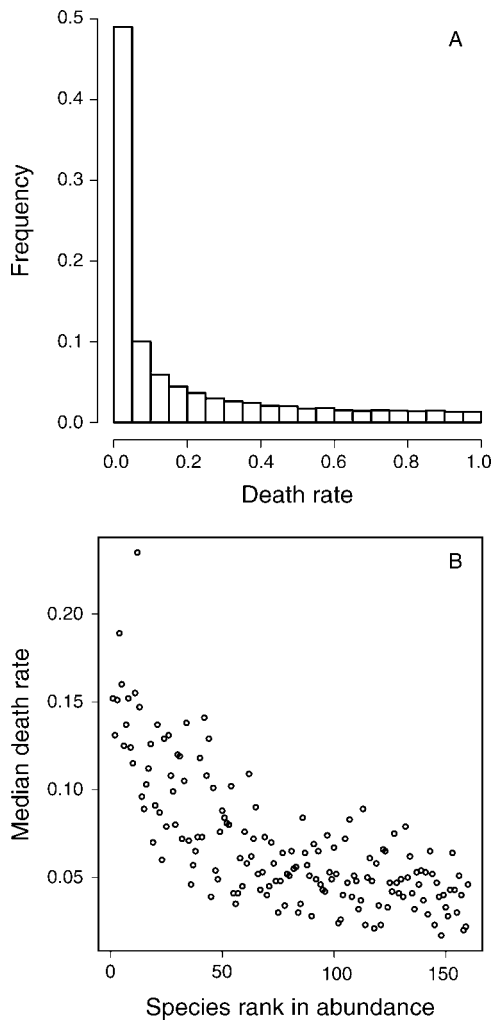 A
0.5
0.4
0.3
0.2
0.1
0.0
Frequency
0.0 0.2 0.4 0.6 0.8 1.0
Death rate
B
0.20
0.15
0.10
0.05
Median death rate
0 50 100 150
Species rank in abundance